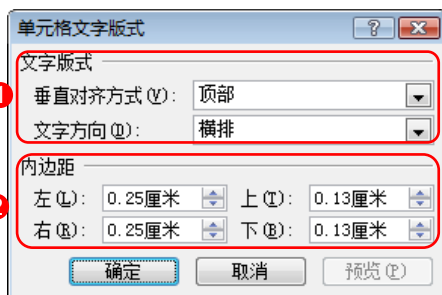 单元格文字版式
文字版式
1
垂直对齐方式(V): 顶部
文字方向(D): 横排
内边距
2
左(L): 0.25厘米 上(T): 0.13厘米
右(R): 0.25厘米 下(B): 0.13厘米
确定 取消 预览(P)